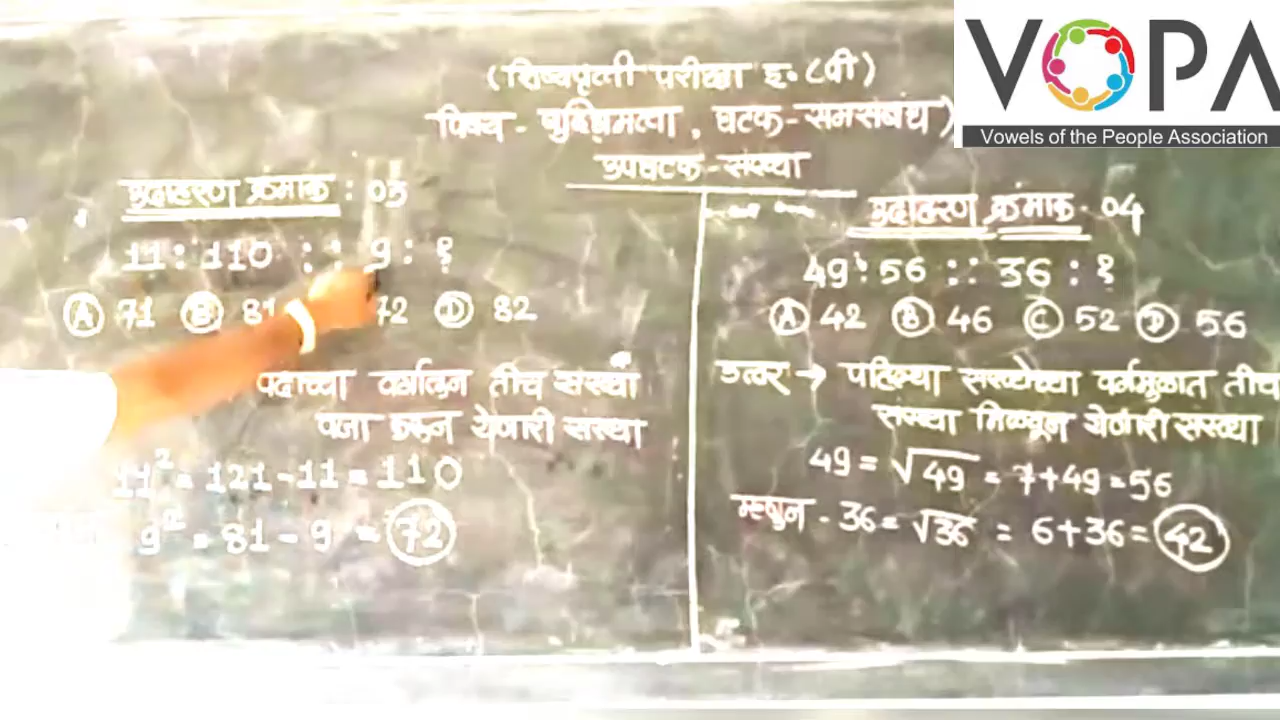 VOPA
Vowels of the People Association
(शिष्यवृत्ती परीक्षा इ. ८वी)
विषय - बुद्धिमत्ता, घटक - समसंबंध)
उपघटक - संख्या
उदाहरण क्रमांक : 03
11 : 110 : : 9 : ?
(A) 71 (B) 81 72 (D) 82
पदाच्या वर्गातून तीच संख्या
वजा करून येणारी संख्या
11² = 121 - 11 = 110
9² = 81 - 9 = 72
उदाहरण क्रमांक - 04
49 : 56 : : 36 : ?
(A) 42 (B) 46 (C) 52 (D) 56
उत्तर → पहिल्या संख्येच्या वर्गमुळात तीच
संख्या मिळवून येणारी संख्या
49 = √49 = 7+49 = 56
म्हणून - 36 = √36 = 6+36 = 42